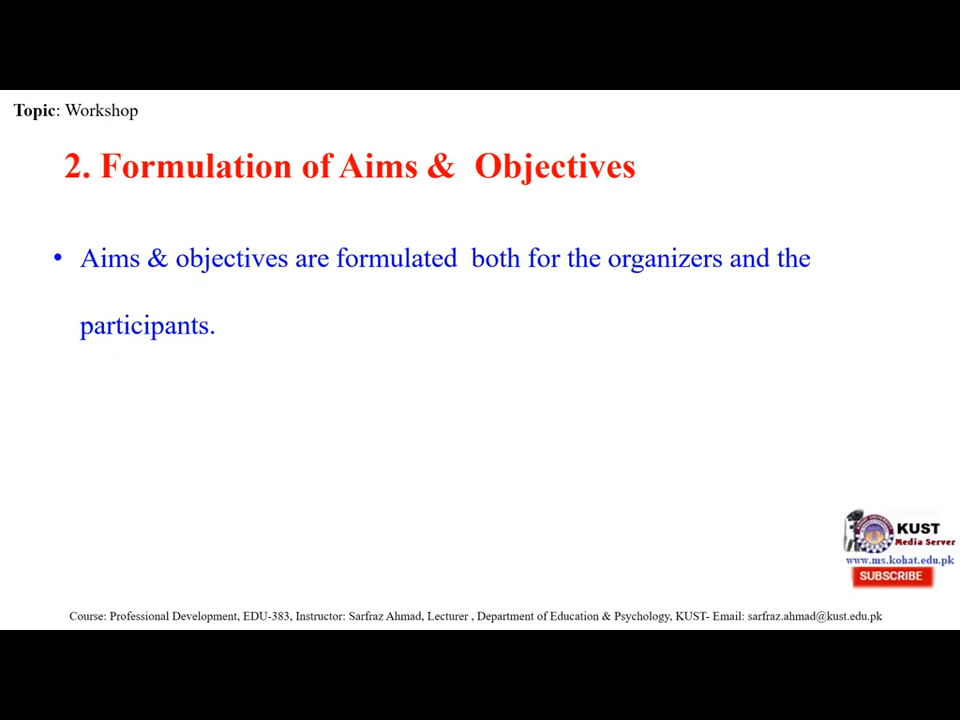 Topic: Workshop
2. Formulation of Aims & Objectives
• Aims & objectives are formulated both for the organizers and the
participants.
KUST
Media Server
www.ms.kohat.edu.pk
SUBSCRIBE
Course: Professional Development, EDU-383, Instructor: Sarfraz Ahmad, Lecturer , Department of Education & Psychology, KUST- Email: sarfraz.ahmad@kust.edu.pk